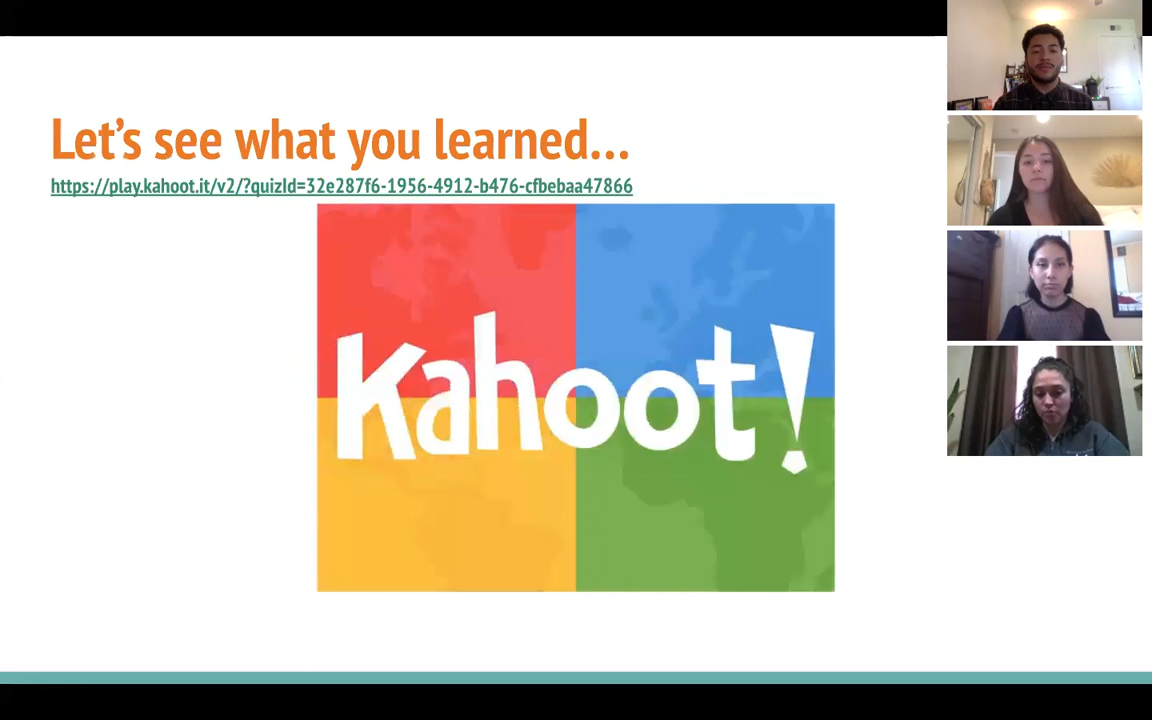 Let's see what you learned...
https://play.kahoot.it/v2/?quizId=32e287f6-1956-4912-b476-cfbebaa47866
Kahoot!